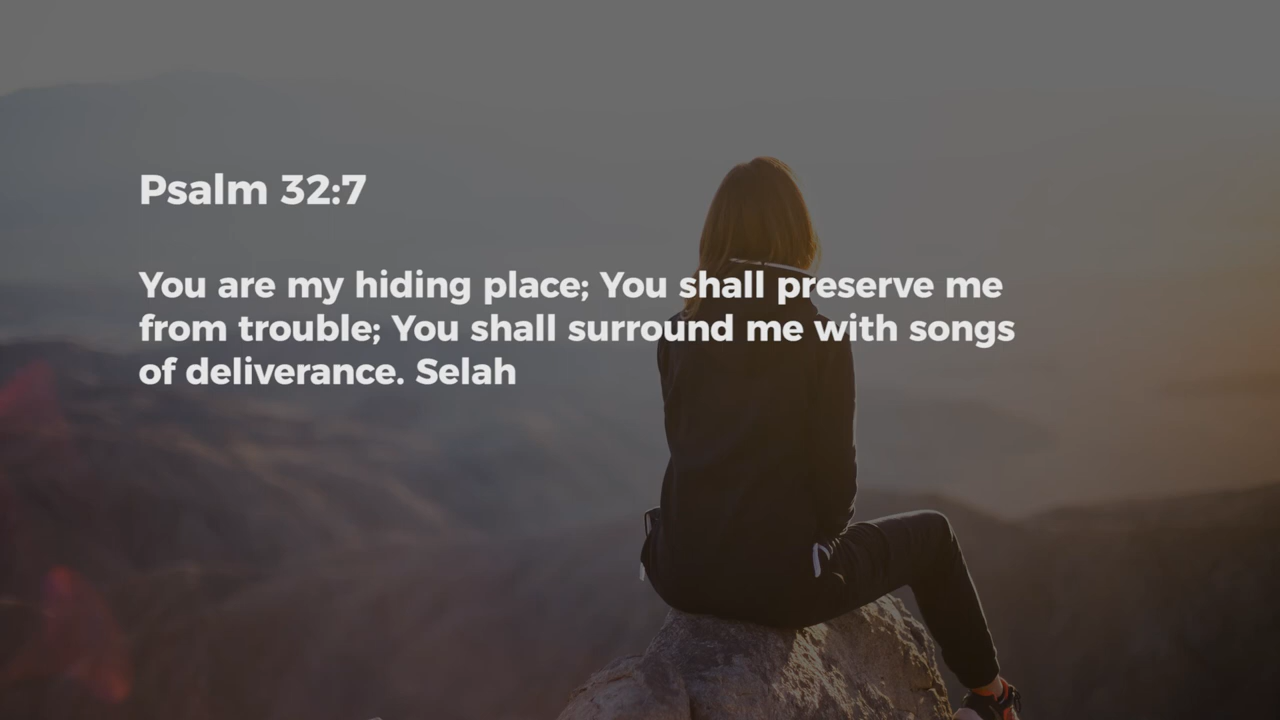 Psalm 32:7
You are my hiding place; You shall preserve me
from trouble; You shall surround me with songs
of deliverance. Selah